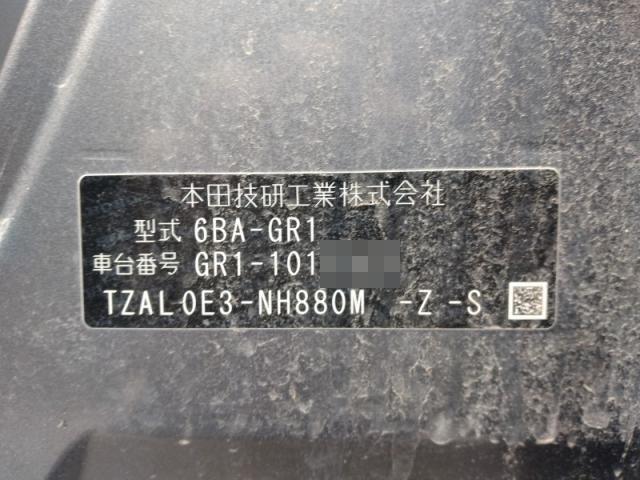 本田技研工業株式会社
型式 6BA-GR1
車台番号 GR1-101
TZAL0E3-NH880M -Z -S